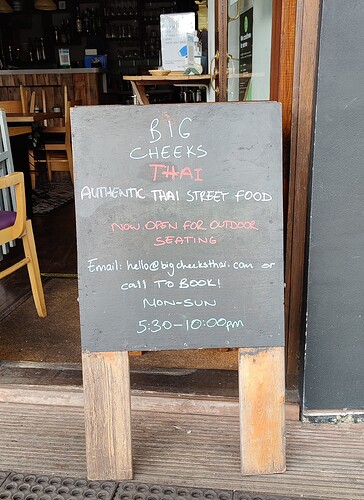 BIG
CHEEKS
THAI
AUTHENTIC THAI STREET FOOD
NOW OPEN FOR OUTDOOR
SEATING
Email: hello@bigcheeksthai.com or
call TO BOOK!
MON-SUN
5:30-10:00pm